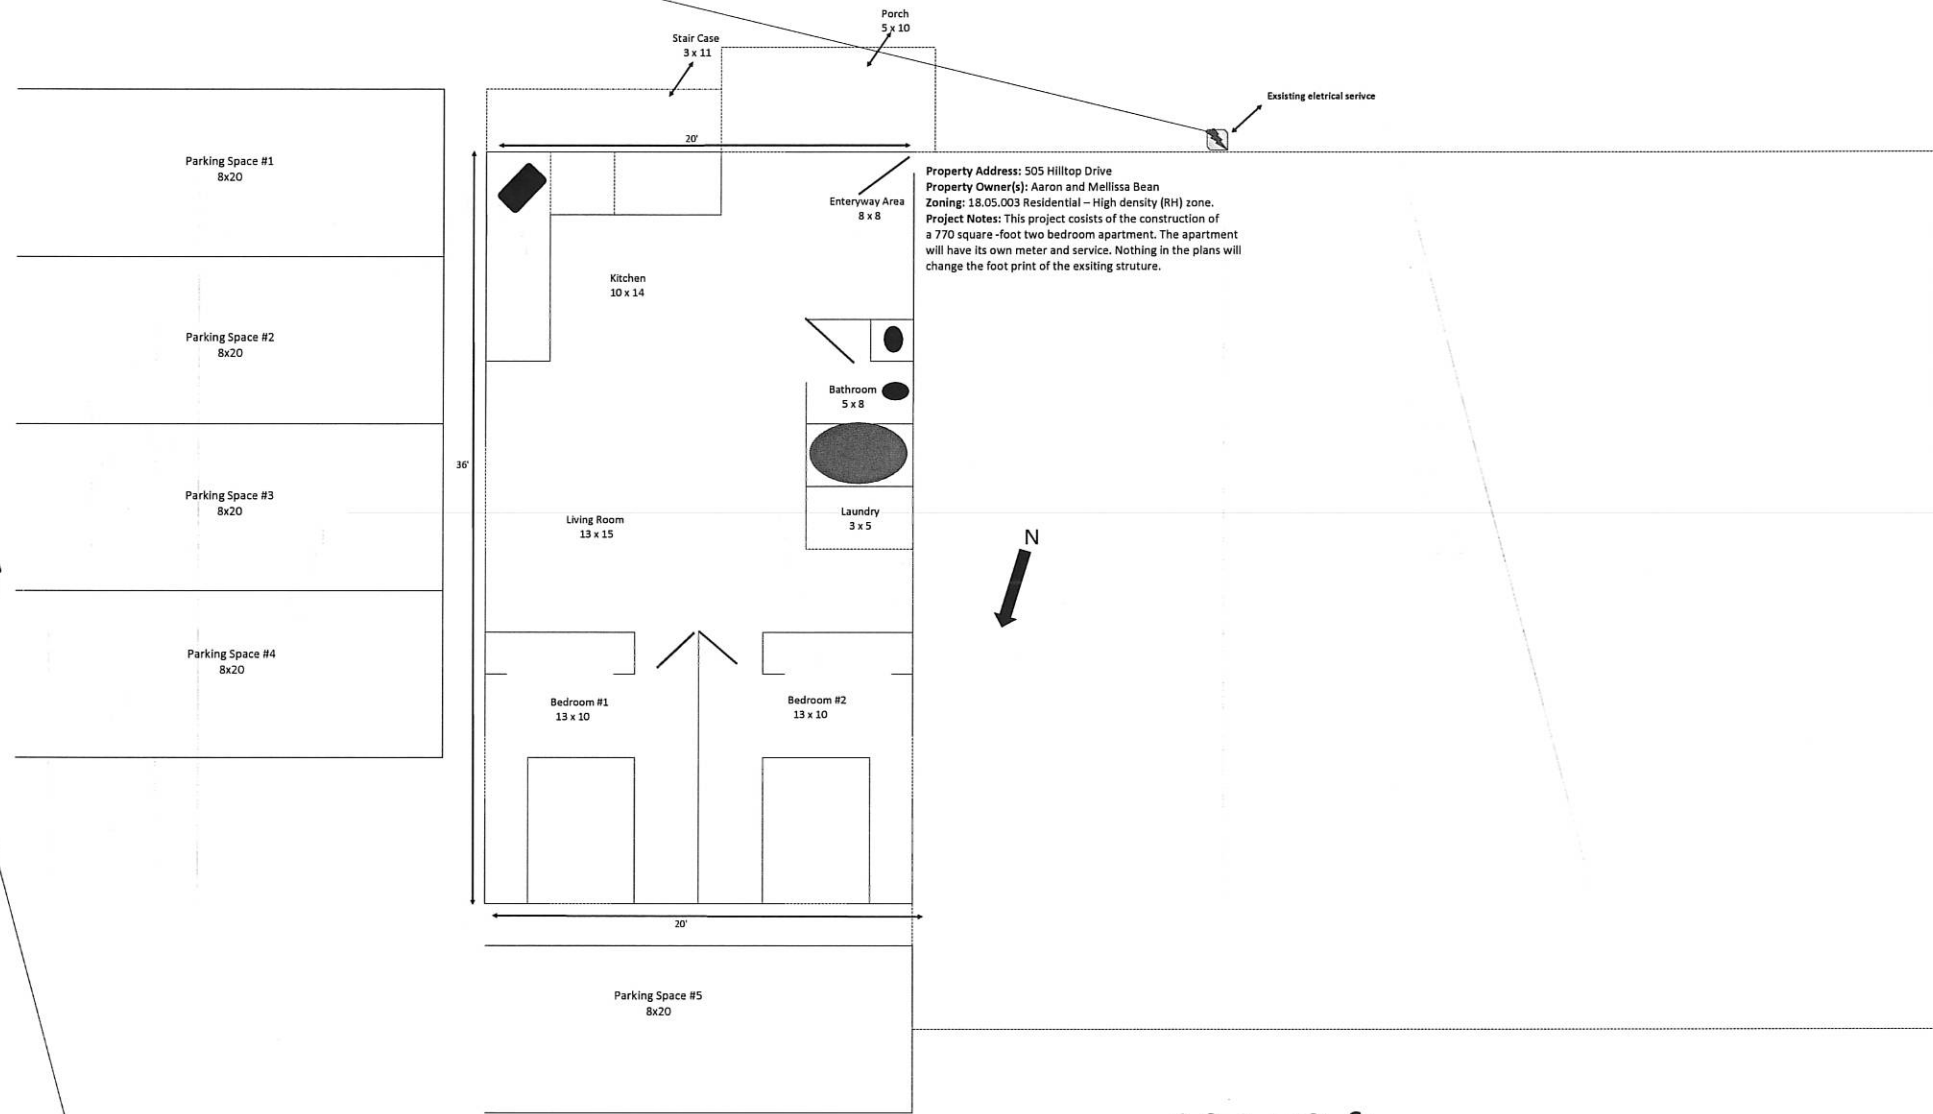 Porch
5 x 10
Stair Case
3 x 11
Exsisting eletrical serivce
20'
Parking Space #1
8x20
Property Address: 505 Hilltop Drive
Property Owner(s): Aaron and Mellissa Bean
Zoning: 18.05.003 Residential – High density (RH) zone.
Project Notes: This project cosists of the construction of
a 770 square -foot two bedroom apartment. The apartment
will have its own meter and service. Nothing in the plans will
change the foot print of the exsiting struture.
Enteryway Area
8 x 8
Kitchen
10 x 14
Parking Space #2
8x20
Bathroom
5 x 8
36'
Parking Space #3
8x20
Living Room
13 x 15
Laundry
3 x 5
N
Parking Space #4
8x20
Bedroom #1
13 x 10
Bedroom #2
13 x 10
20'
Parking Space #5
8x20